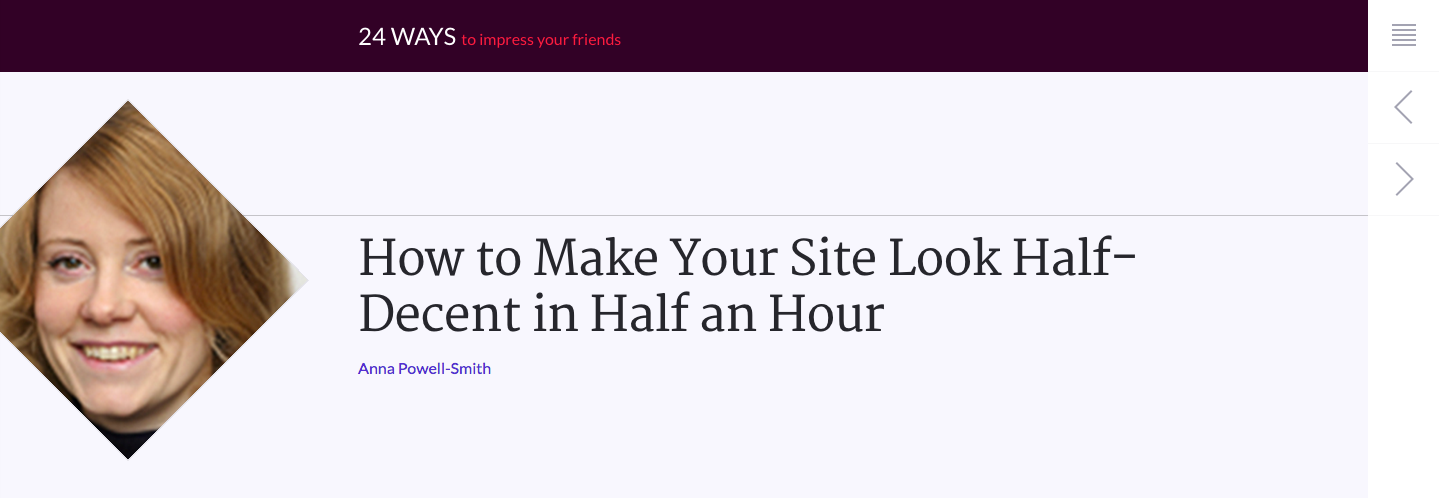 24 WAYS to impress your friends
How to Make Your Site Look Half-
Decent in Half an Hour
Anna Powell-Smith